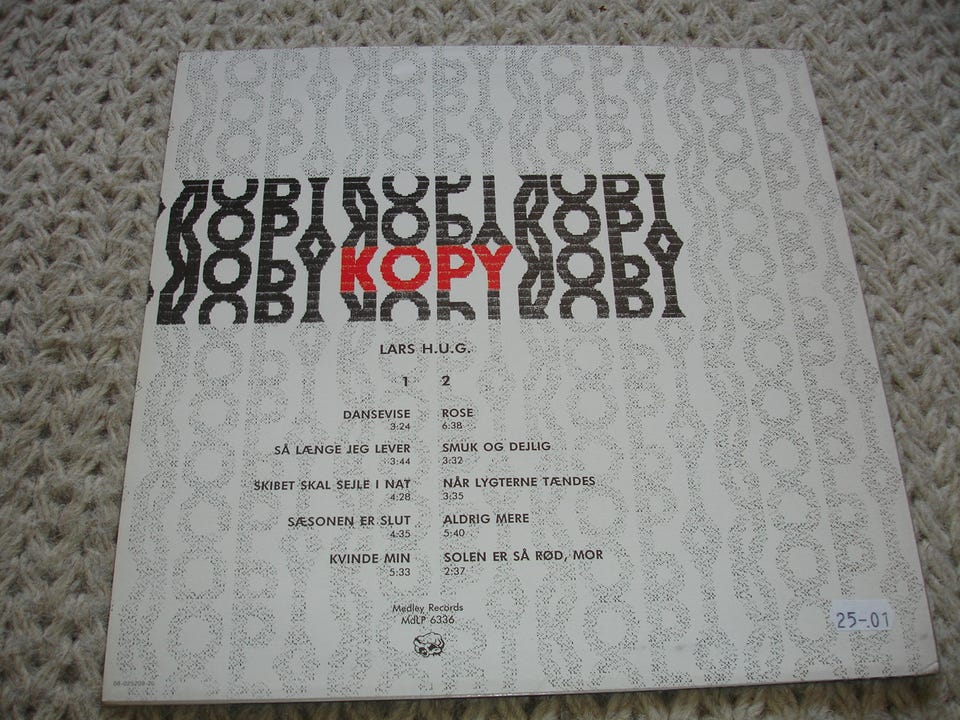 KOPY
LARS H.U.G.
1 2
DANSEVISE
3:24
SÅ LÆNGE JEG LEVER
3:44
SKIBET SKAL SEJLE I NAT
4:28
SÆSONEN ER SLUT
4:35
KVINDE MIN
5:33
ROSE
6:38
SMUK OG DEJLIG
3:32
NÅR LYGTERNE TÆNDES
3:35
ALDRIG MERE
5:40
SOLEN ER SÅ RØD, MOR
2:37
Medley Records
MdLP 6336
25-.01